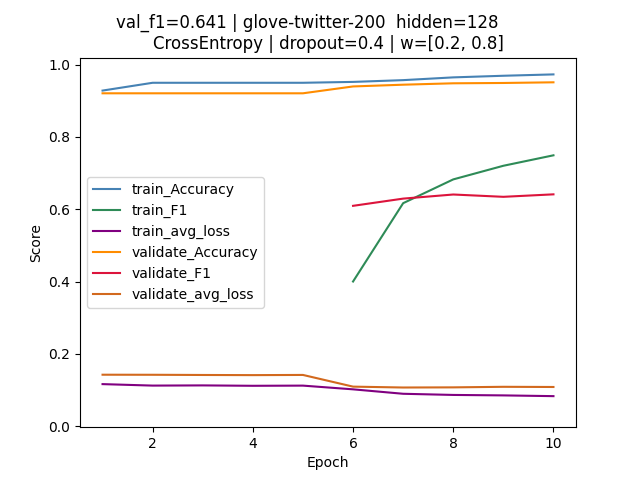 val_f1=0.641 | glove-twitter-200  hidden=128
CrossEntropy | dropout=0.4 | w=[0.2, 0.8]
1.0
0.8
0.6
0.4
0.2
0.0
Score
train_Accuracy
train_F1
train_avg_loss
validate_Accuracy
validate_F1
validate_avg_loss
2 4 6 8 10
Epoch